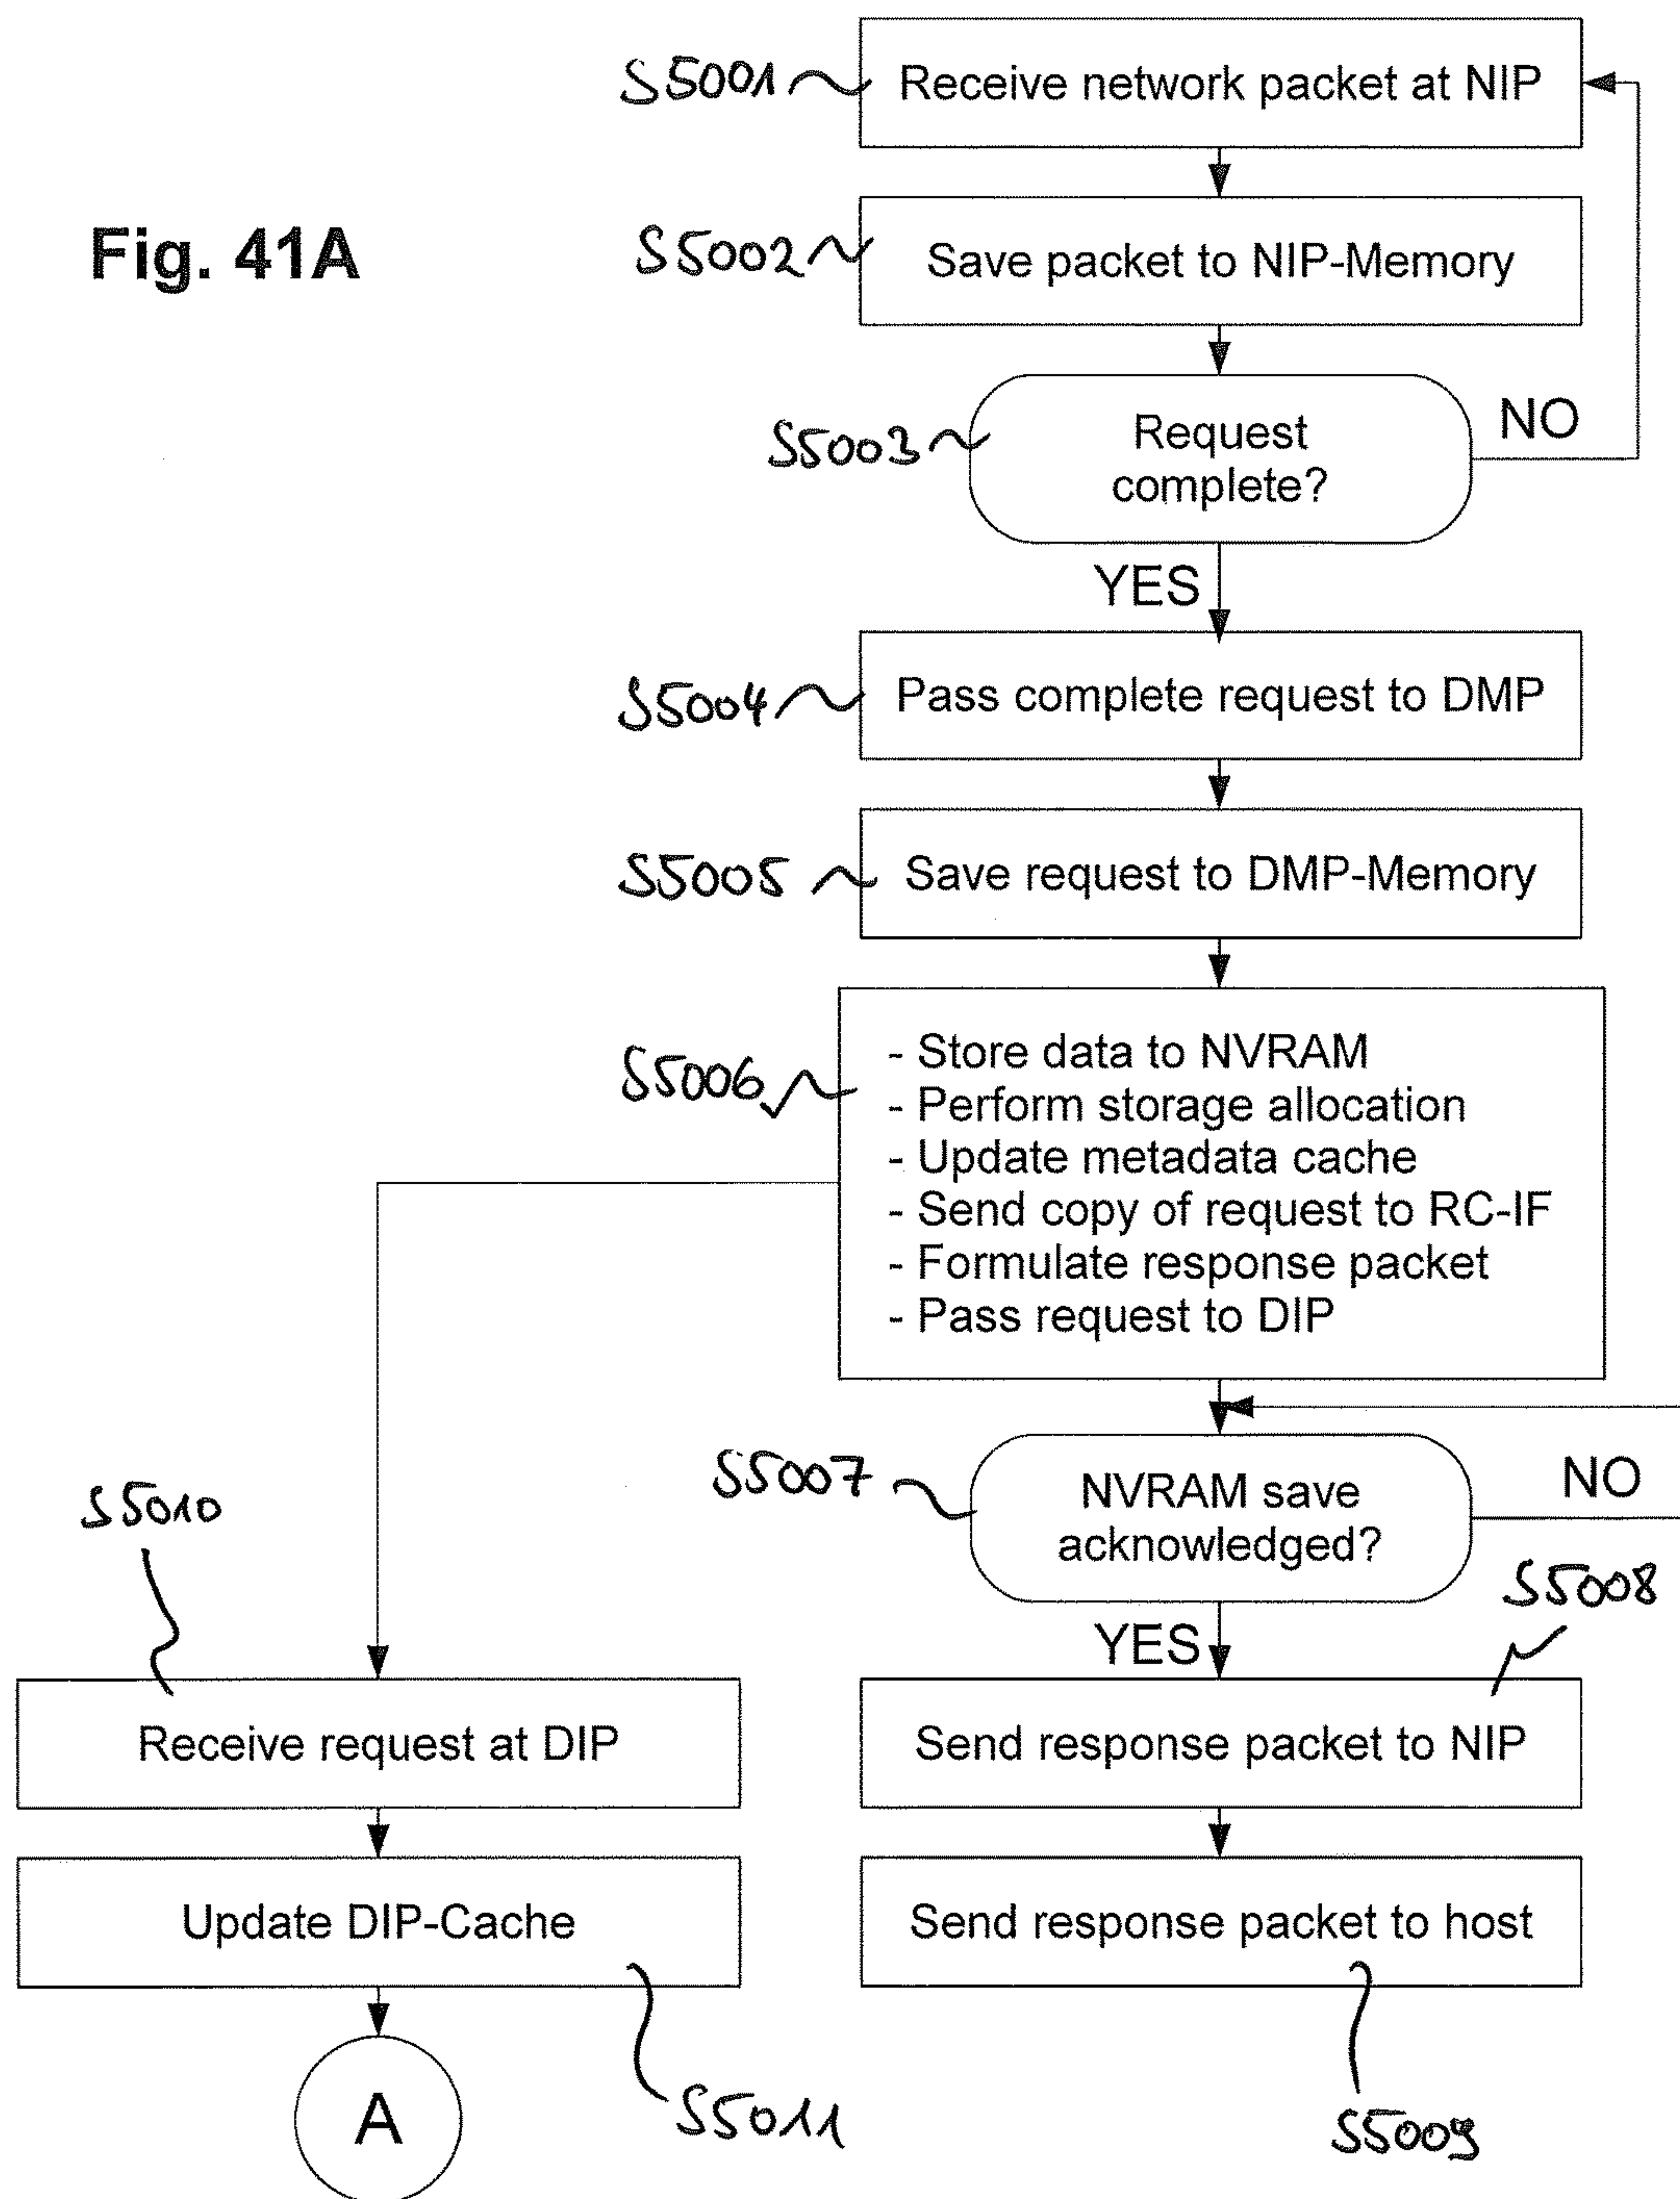 S5001
Receive network packet at NIP
Fig. 41A
S5002
Save packet to NIP-Memory
S5003
Request
complete?
NO
YES
S5004
Pass complete request to DMP
S5005
Save request to DMP-Memory
S5006
- Store data to NVRAM
- Perform storage allocation
- Update metadata cache
- Send copy of request to RC-IF
- Formulate response packet
- Pass request to DIP
S5007
NVRAM save
acknowledged?
NO
S5010
YES
S5008
Receive request at DIP
Send response packet to NIP
Update DIP-Cache
Send response packet to host
A
S5011
S5009